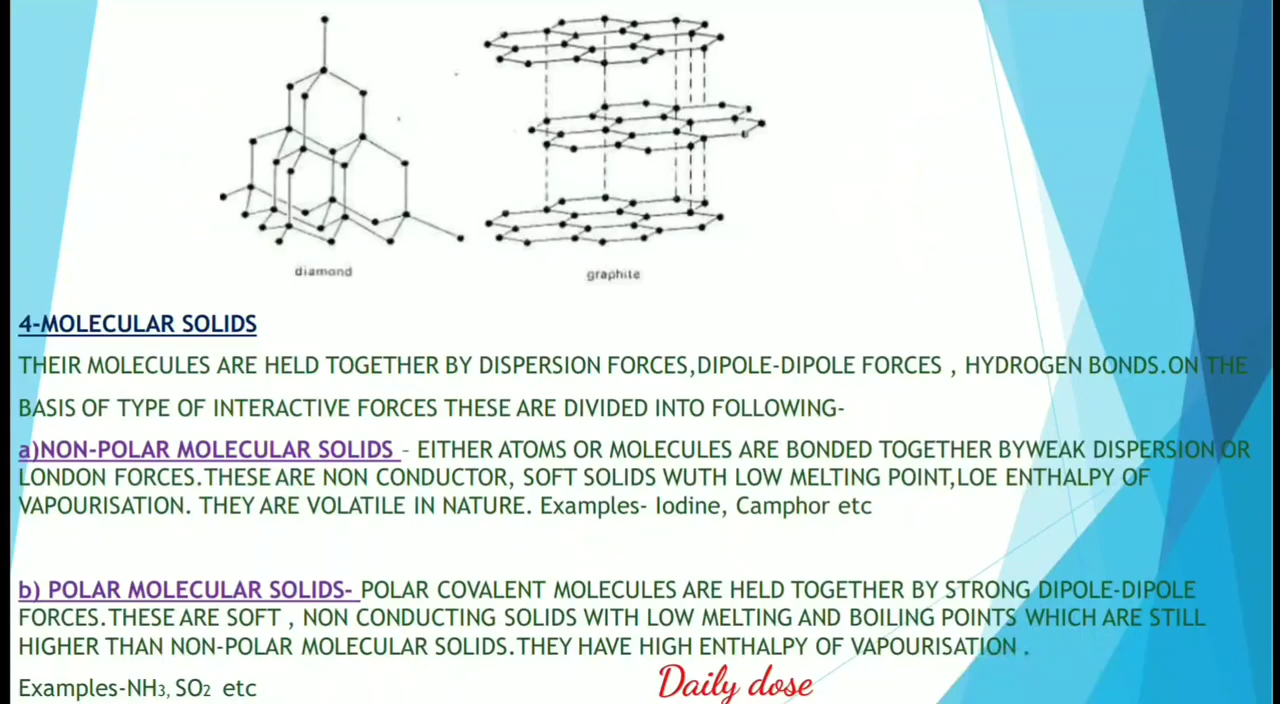 diamond
graphite
4-MOLECULAR SOLIDS
THEIR MOLECULES ARE HELD TOGETHER BY DISPERSION FORCES,DIPOLE-DIPOLE FORCES , HYDROGEN BONDS.ON THE
BASIS OF TYPE OF INTERACTIVE FORCES THESE ARE DIVIDED INTO FOLLOWING-
a)NON-POLAR MOLECULAR SOLIDS - EITHER ATOMS OR MOLECULES ARE BONDED TOGETHER BYWEAK DISPERSION OR
LONDON FORCES.THESE ARE NON CONDUCTOR, SOFT SOLIDS WUTH LOW MELTING POINT,LOE ENTHALPY OF
VAPOURISATION. THEY ARE VOLATILE IN NATURE. Examples- Iodine, Camphor etc
b) POLAR MOLECULAR SOLIDS- POLAR COVALENT MOLECULES ARE HELD TOGETHER BY STRONG DIPOLE-DIPOLE
FORCES.THESE ARE SOFT , NON CONDUCTING SOLIDS WITH LOW MELTING AND BOILING POINTS WHICH ARE STILL
HIGHER THAN NON-POLAR MOLECULAR SOLIDS.THEY HAVE HIGH ENTHALPY OF VAPOURISATION .
Examples-NH3, SO2 etc
Daily dose